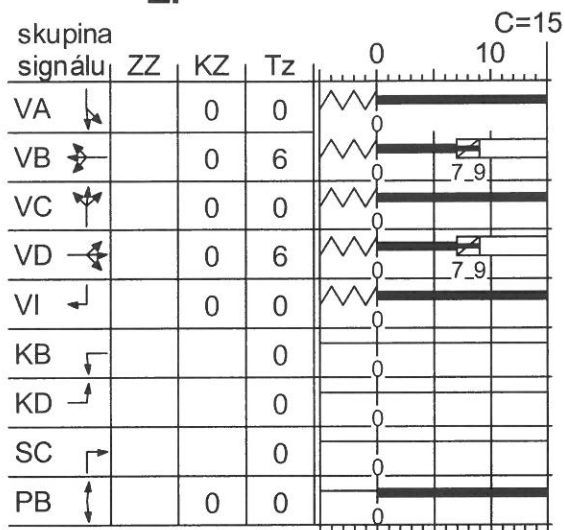 C=15
skupina
signálu ZZ KZ Tz 0 10
VA 0 0 0
VB 0 6 0 7 9
VC 0 0 0
VD 0 6 0 7 9
VI 0 0 0
KB 0 0
KD 0 0
SC 0 0
PB 0 0 0